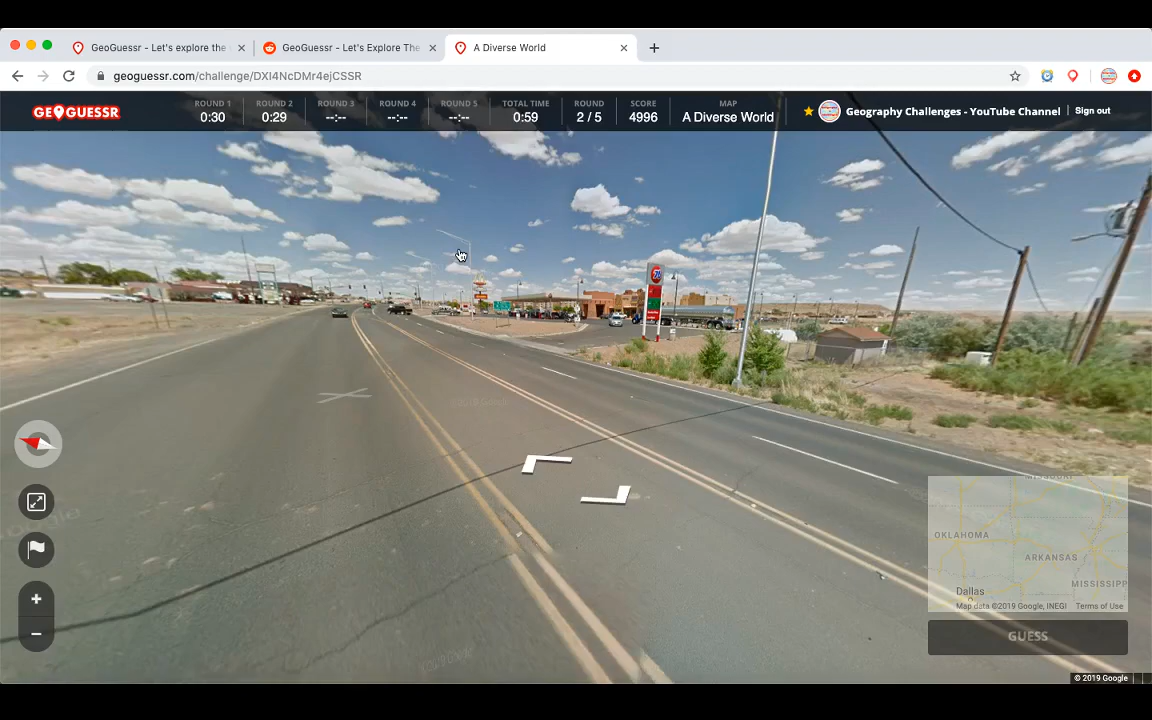 GeoGuessr - Let's explore the
GeoGuessr - Let's Explore The
A Diverse World
geoguessr.com/challenge/DXI4NcDMr4ejCSSR
GEOGUESSR
ROUND 1
0:30
ROUND 2
0:29
ROUND 3
--:--
ROUND 4
--:--
ROUND 5
--:--
TOTAL TIME
0:59
ROUND
2 / 5
SCORE
4996
MAP
A Diverse World
Geography Challenges - YouTube Channel
Sign out
76
©2019 Google
MISSOURI
OKLAHOMA
ARKANSAS
MISSISSIPP
Dallas
Map data ©2019 Google, INEGI
Terms of Use
GUESS
© 2019 Google